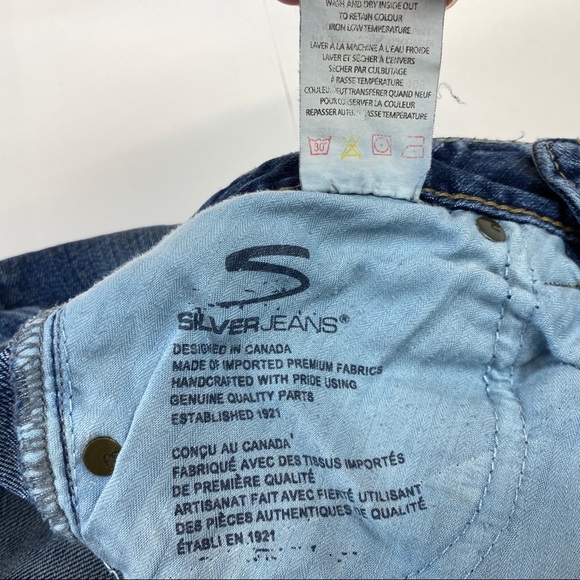 WASH AND DRY INSIDE OUT
TO RETAIN COLOUR
IRON LOW TEMPERATURE
LAVER À LA MACHINE À L'EAU FROIDE
LAVER ET SÉCHER À L'ENVERS
SÉCHER PAR CULBUTAGE
À BASSE TEMPÉRATURE
COULEUR PEUT TRANSFÉRER QUAND NEUF
POUR CONSERVER LA COULEUR
REPASSER À BASSE TEMPÉRATURE
30°
S
SILVERJEANS®
DESIGNED IN CANADA
MADE OF IMPORTED PREMIUM FABRICS
HANDCRAFTED WITH PRIDE USING
GENUINE QUALITY PARTS
ESTABLISHED 1921
CONÇU AU CANADA
FABRIQUÉ AVEC DES TISSUS IMPORTÉS
DE PREMIÈRE QUALITÉ
ARTISANAT FAIT AVEC FIERTÉ UTILISANT
DES PIÈCES AUTHENTIQUES DE QUALITÉ
ÉTABLI EN 1921